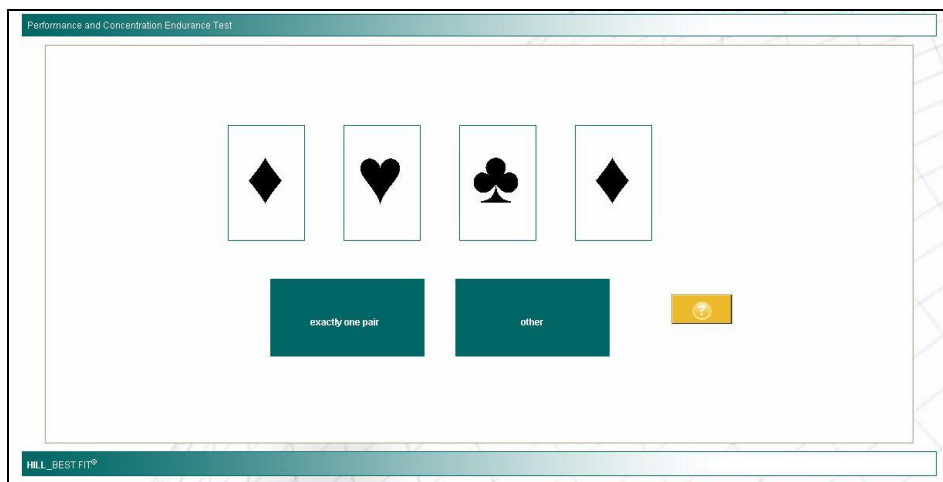 Performance and Concentration Endurance Test
exactly one pair
other
?
HILL_BEST FIT®